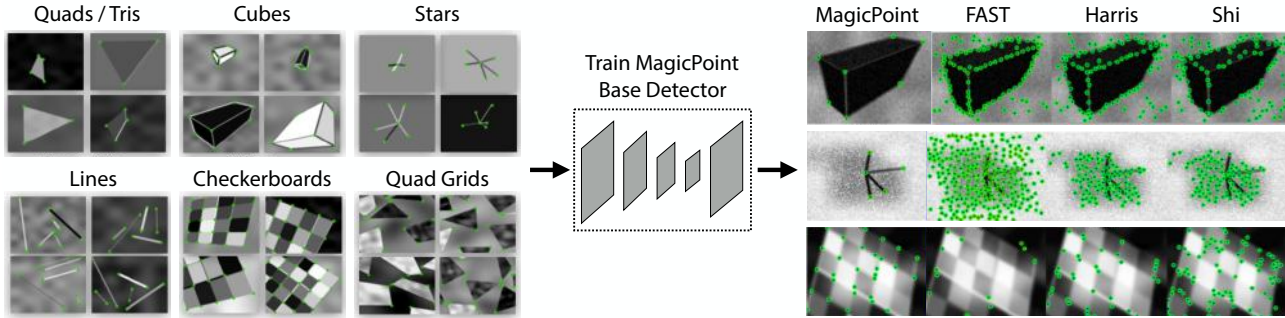 Quads / Tris
Cubes
Stars
Lines
Checkerboards
Quad Grids
Train MagicPoint
Base Detector
MagicPoint
FAST
Harris
Shi